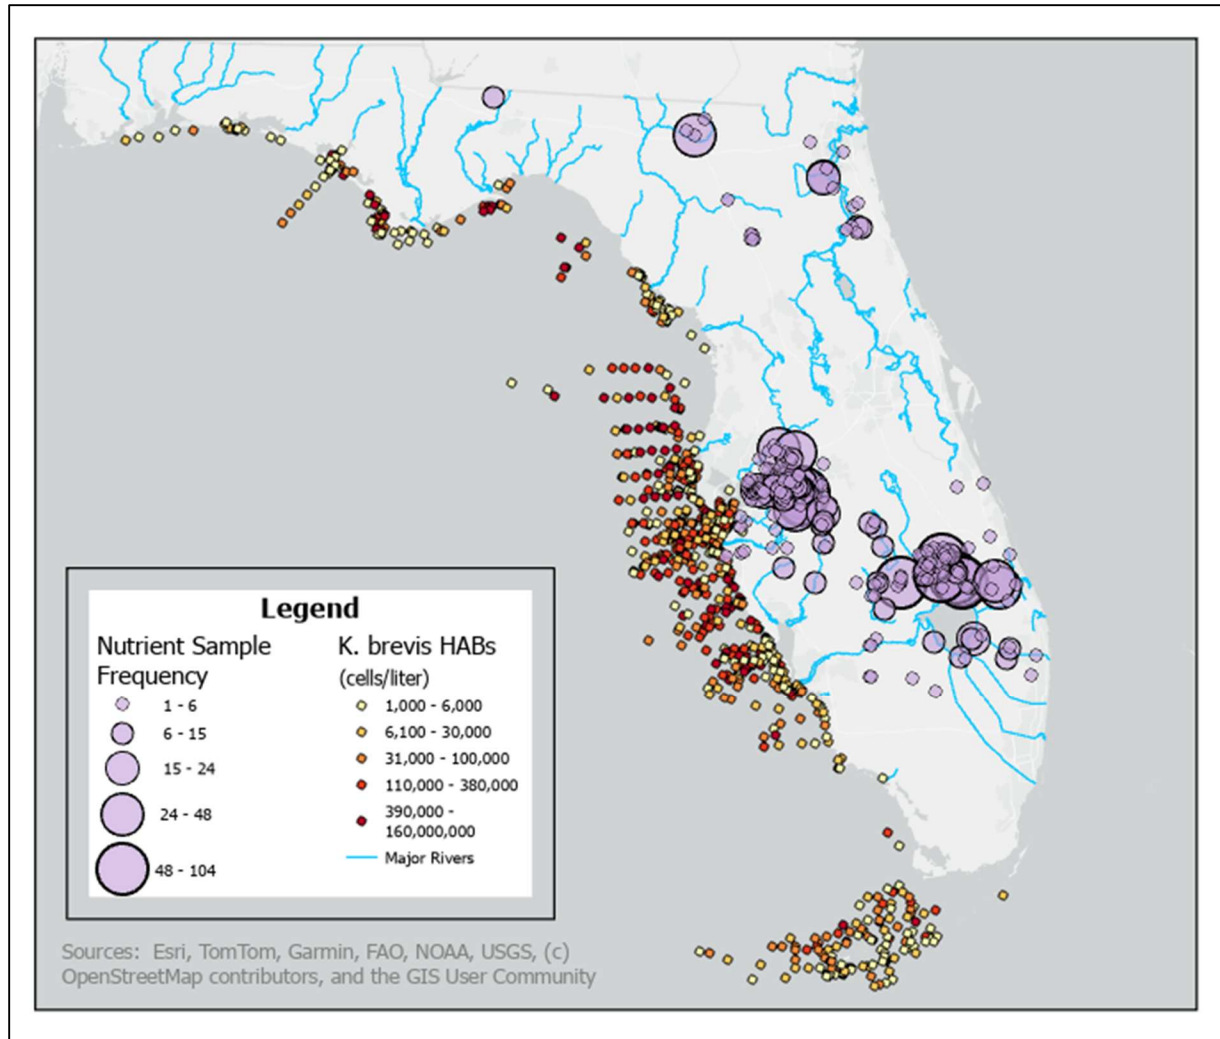 Legend
Nutrient Sample
Frequency
1 - 6
6 - 15
15 - 24
24 - 48
48 - 104
K. brevis HABs
(cells/liter)
1,000 - 6,000
6,100 - 30,000
31,000 - 100,000
110,000 - 380,000
390,000 -
160,000,000
Major Rivers
Sources: Esri, TomTom, Garmin, FAO, NOAA, USGS, (c)
OpenStreetMap contributors, and the GIS User Community